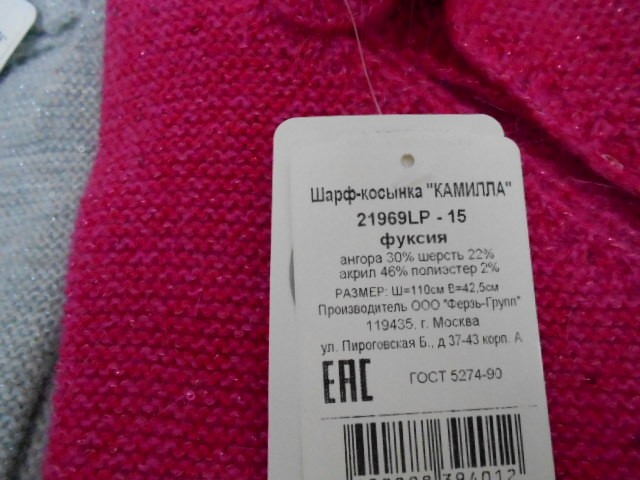 Шарф-косынка "КАМИЛЛА"
21969LP - 15
фуксия
ангора 30% шерсть 22%
акрил 46% полиэстер 2%
РАЗМЕР: Ш=110см В=42,5см
Производитель ООО "Ферзь-Групп"
119435, г. Москва
ул. Пироговская Б., д 37-43 корп. А
ЕАС ГОСТ 5274-90